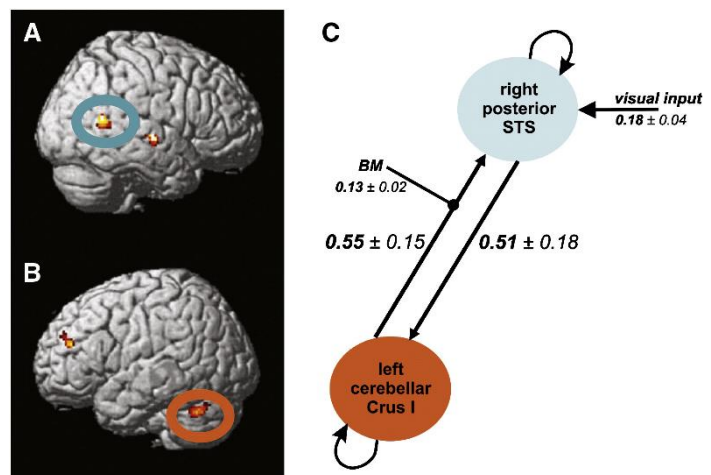 A
B
C
right
posterior
STS
visual input
0.18 ± 0.04
BM
0.13 ± 0.02
0.55 ± 0.15
0.51 ± 0.18
left
cerebellar
Crus I